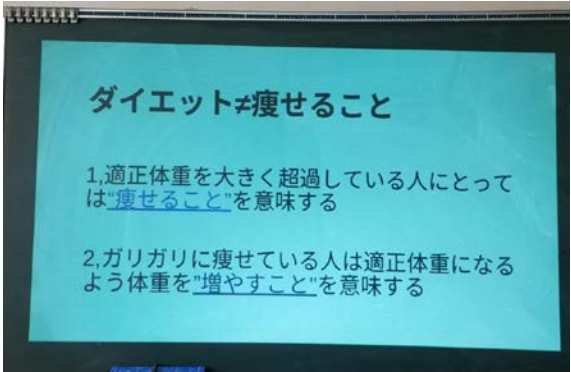 ダイエット≠痩せること
1,適正体重を大きく超過している人にとって
は“痩せること”を意味する
2,ガリガリに痩せている人は適正体重になる
よう体重を”増やすこと"を意味する